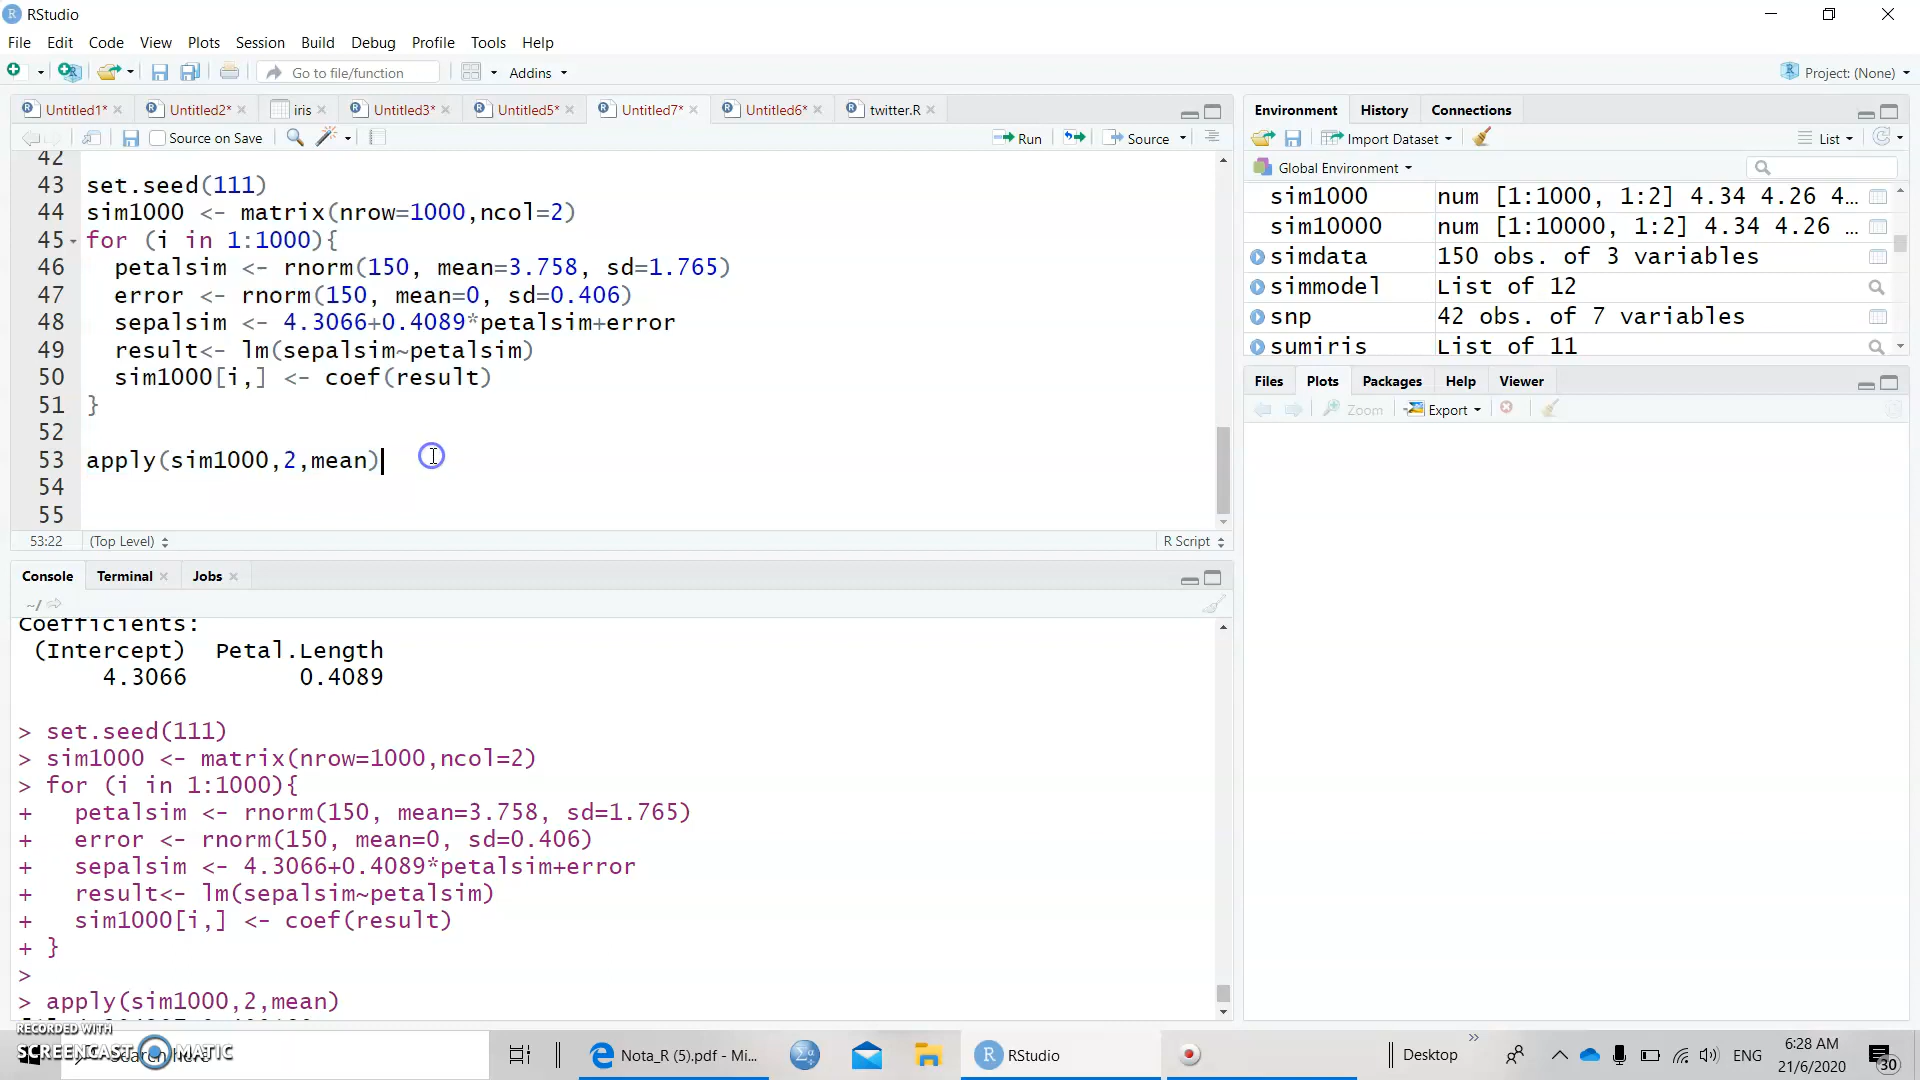 RStudio
File Edit Code View Plots Session Build Debug Profile Tools Help
Go to file/function Addins Project: (None)
Untitled1* Untitled2* iris Untitled3* Untitled5* Untitled7* Untitled6* twitter.R
Source on Save Run Source
42
43 set.seed(111)
44 sim1000 <- matrix(nrow=1000,ncol=2)
45 for (i in 1:1000){
46 petalsim <- rnorm(150, mean=3.758, sd=1.765)
47 error <- rnorm(150, mean=0, sd=0.406)
48 sepalsim <- 4.3066+0.4089*petalsim+error
49 result<- lm(sepalsim~petalsim)
50 sim1000[i,] <- coef(result)
51 }
52
53 apply(sim1000,2,mean)
54
55
53:22 (Top Level) R Script
Console Terminal Jobs
~/
Coefficients:
(Intercept) Petal.Length
4.3066 0.4089
> set.seed(111)
> sim1000 <- matrix(nrow=1000,ncol=2)
> for (i in 1:1000){
+ petalsim <- rnorm(150, mean=3.758, sd=1.765)
+ error <- rnorm(150, mean=0, sd=0.406)
+ sepalsim <- 4.3066+0.4089*petalsim+error
+ result<- lm(sepalsim~petalsim)
+ sim1000[i,] <- coef(result)
+ }
>
> apply(sim1000,2,mean)
Environment History Connections
Import Dataset List
Global Environment
sim1000 num [1:1000, 1:2] 4.34 4.26 4...
sim10000 num [1:10000, 1:2] 4.34 4.26 ...
simdata 150 obs. of 3 variables
simmodel List of 12
snp 42 obs. of 7 variables
sumiris List of 11
Files Plots Packages Help Viewer
Zoom Export
RECORDED WITH
SCREENCAST MATIC
Nota_R (5).pdf - Mi... RStudio Desktop ENG
6:28 AM
21/6/2020
30